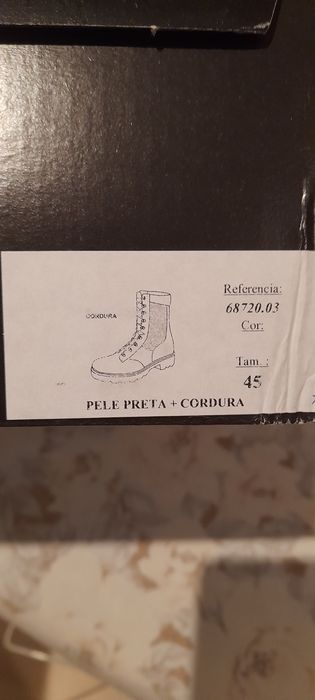 Referencia:
CORDURA
68720.03
Cor:
Tam. :
45
PELE PRETA + CORDURA